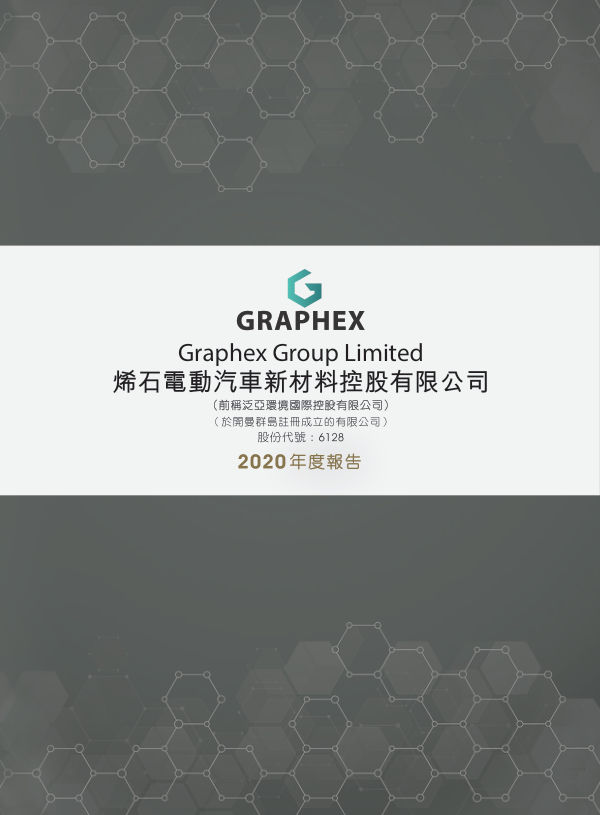 GRAPHEX
Graphex Group Limited
烯石電動汽車新材料控股有限公司
(前稱泛亞環境國際控股有限公司)
(於開曼群島註冊成立的有限公司)
股份代號：6128
2020年度報告